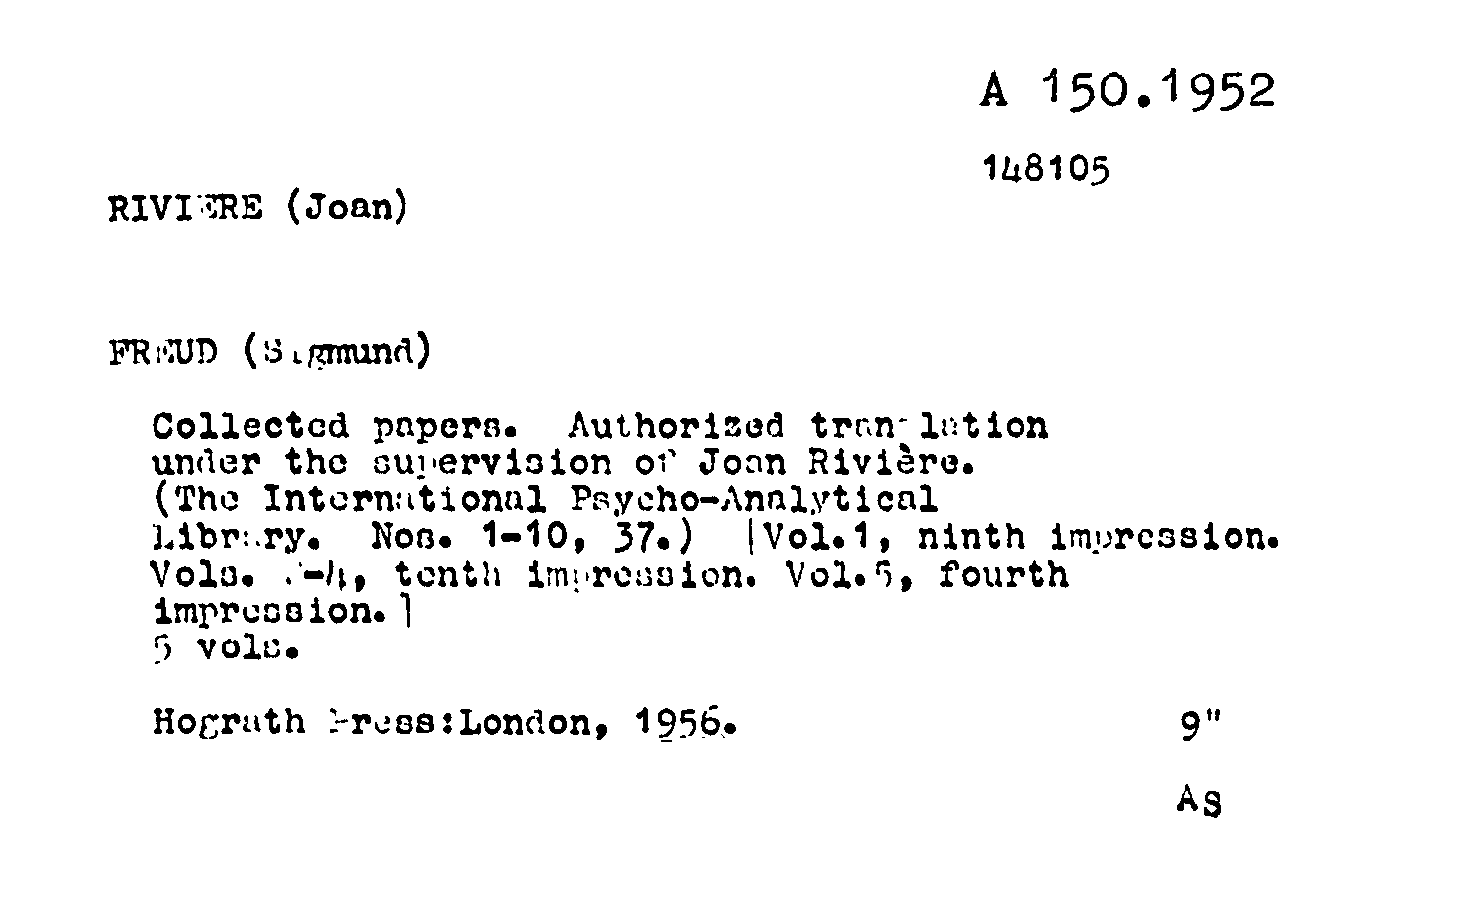 A 150.1952
148105
RIVIERE (Joan)
FREUD (Sigmund)
Collected papers. Authorized translation
under the supervision of Joan Rivière.
(The International Psycho-Analytical
Library. Nos. 1-10, 37.) [Vol.1, ninth impression.
Vols. 2-4, tenth impression. Vol.5, fourth
impression.]
5 vols.
Hograth Press:London, 1956.
9"
As